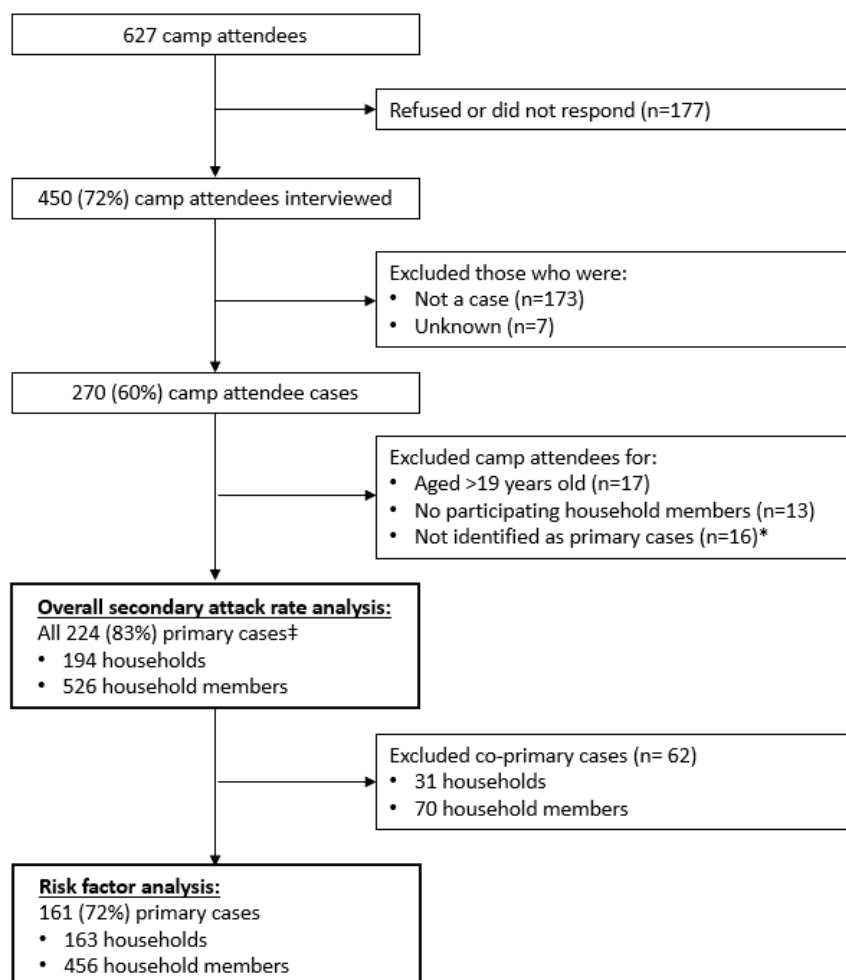 627 camp attendees
Refused or did not respond (n=177)
450 (72%) camp attendees interviewed
Excluded those who were:
• Not a case (n=173)
• Unknown (n=7)
270 (60%) camp attendee cases
Excluded camp attendees for:
• Aged >19 years old (n=17)
• No participating household members (n=13)
• Not identified as primary cases (n=16)*
Overall secondary attack rate analysis:
All 224 (83%) primary cases‡
• 194 households
• 526 household members
Excluded co-primary cases (n= 62)
• 31 households
• 70 household members
Risk factor analysis:
161 (72%) primary cases
• 163 households
• 456 household members